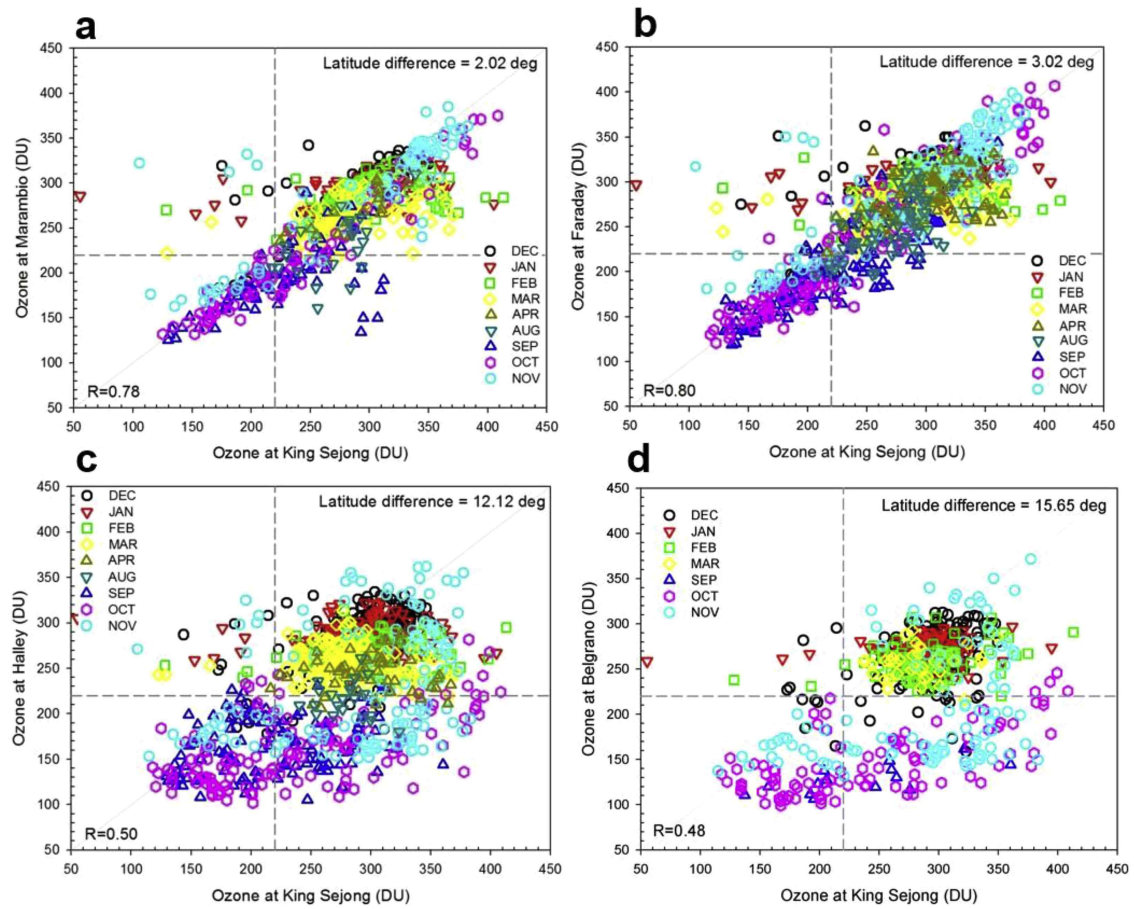 a
Latitude difference = 2.02 deg
Ozone at Marambio (DU)
450
400
350
300
250
200
150
100
50
DEC
JAN
FEB
MAR
APR
AUG
SEP
OCT
NOV
R=0.78
50 100 150 200 250 300 350 400 450
Ozone at King Sejong (DU)
b
Latitude difference = 3.02 deg
Ozone at Faraday (DU)
450
400
350
300
250
200
150
100
50
DEC
JAN
FEB
MAR
APR
AUG
SEP
OCT
NOV
R=0.80
50 100 150 200 250 300 350 400 450
Ozone at King Sejong (DU)
c
Latitude difference = 12.12 deg
Ozone at Halley (DU)
450
400
350
300
250
200
150
100
50
DEC
JAN
FEB
MAR
APR
AUG
SEP
OCT
NOV
R=0.50
50 100 150 200 250 300 350 400 450
Ozone at King Sejong (DU)
d
Latitude difference = 15.65 deg
Ozone at Belgrano (DU)
450
400
350
300
250
200
150
100
50
DEC
JAN
FEB
MAR
SEP
OCT
NOV
R=0.48
50 100 150 200 250 300 350 400 450
Ozone at King Sejong (DU)